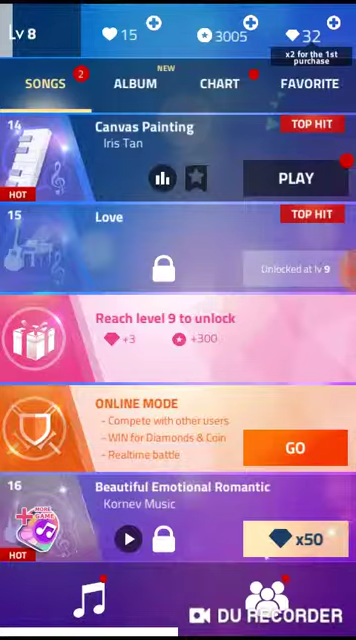 Lv 8
15
3005
32
x2 for the 1st
purchase
SONGS
2
NEW
ALBUM
CHART
FAVORITE
14
Canvas Painting
TOP HIT
Iris Tan
PLAY
HOT
15
Love
TOP HIT
Unlocked at lv 9
Reach level 9 to unlock
+3
+300
ONLINE MODE
- Compete with other users
- WIN for Diamonds & Coin
- Realtime battle
GO
16
Beautiful Emotional Romantic
Kornev Music
MORE
GAME
x50
HOT
DU RECORDER